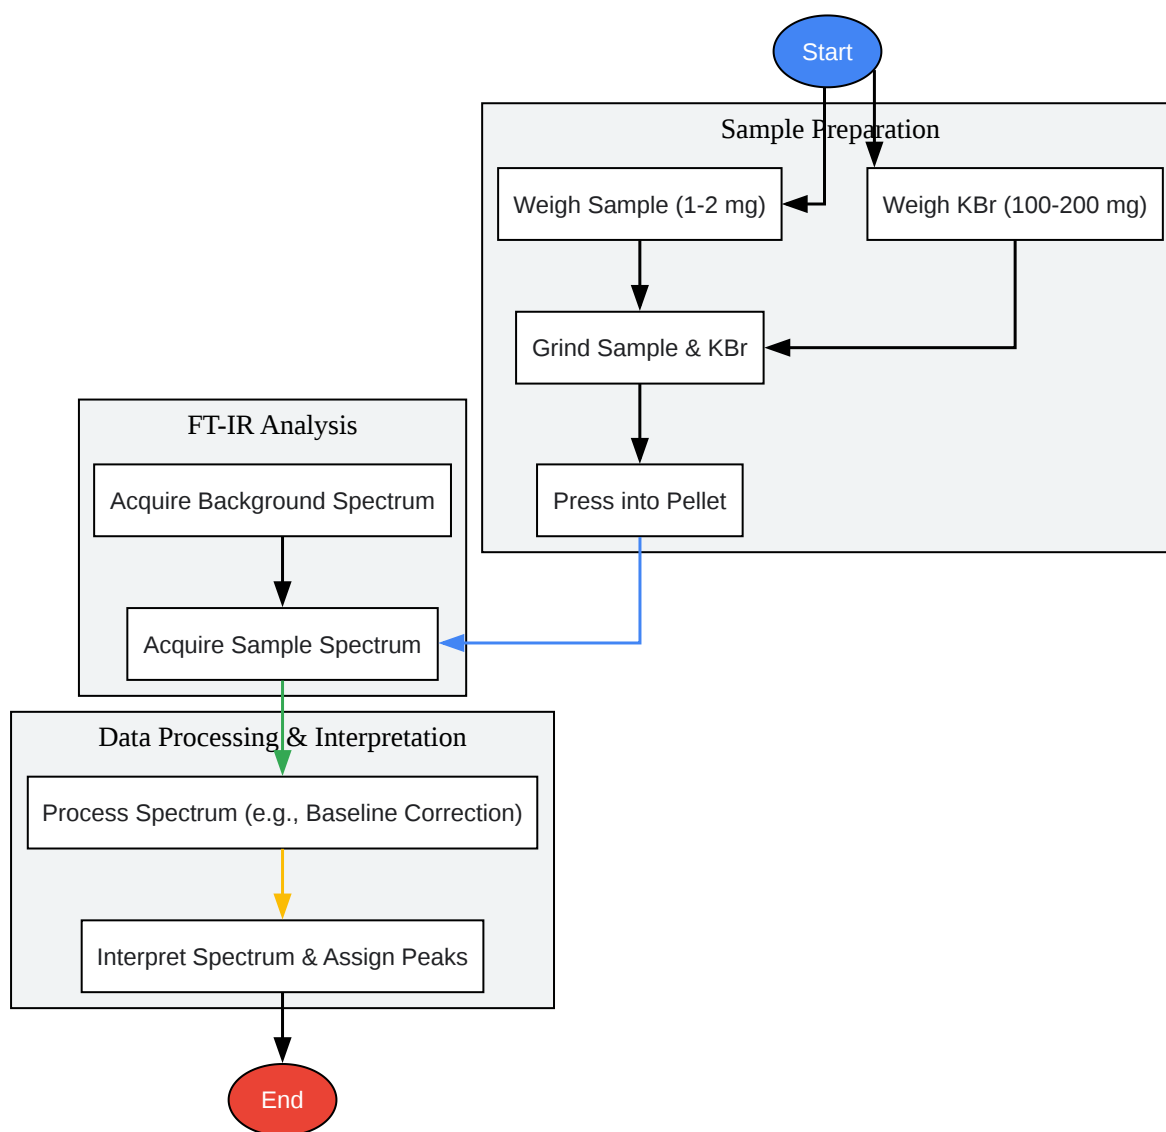 Start
Sample Preparation
Weigh Sample (1-2 mg)
Weigh KBr (100-200 mg)
Grind Sample & KBr
Press into Pellet
FT-IR Analysis
Acquire Background Spectrum
Acquire Sample Spectrum
Data Processing & Interpretation
Process Spectrum (e.g., Baseline Correction)
Interpret Spectrum & Assign Peaks
End